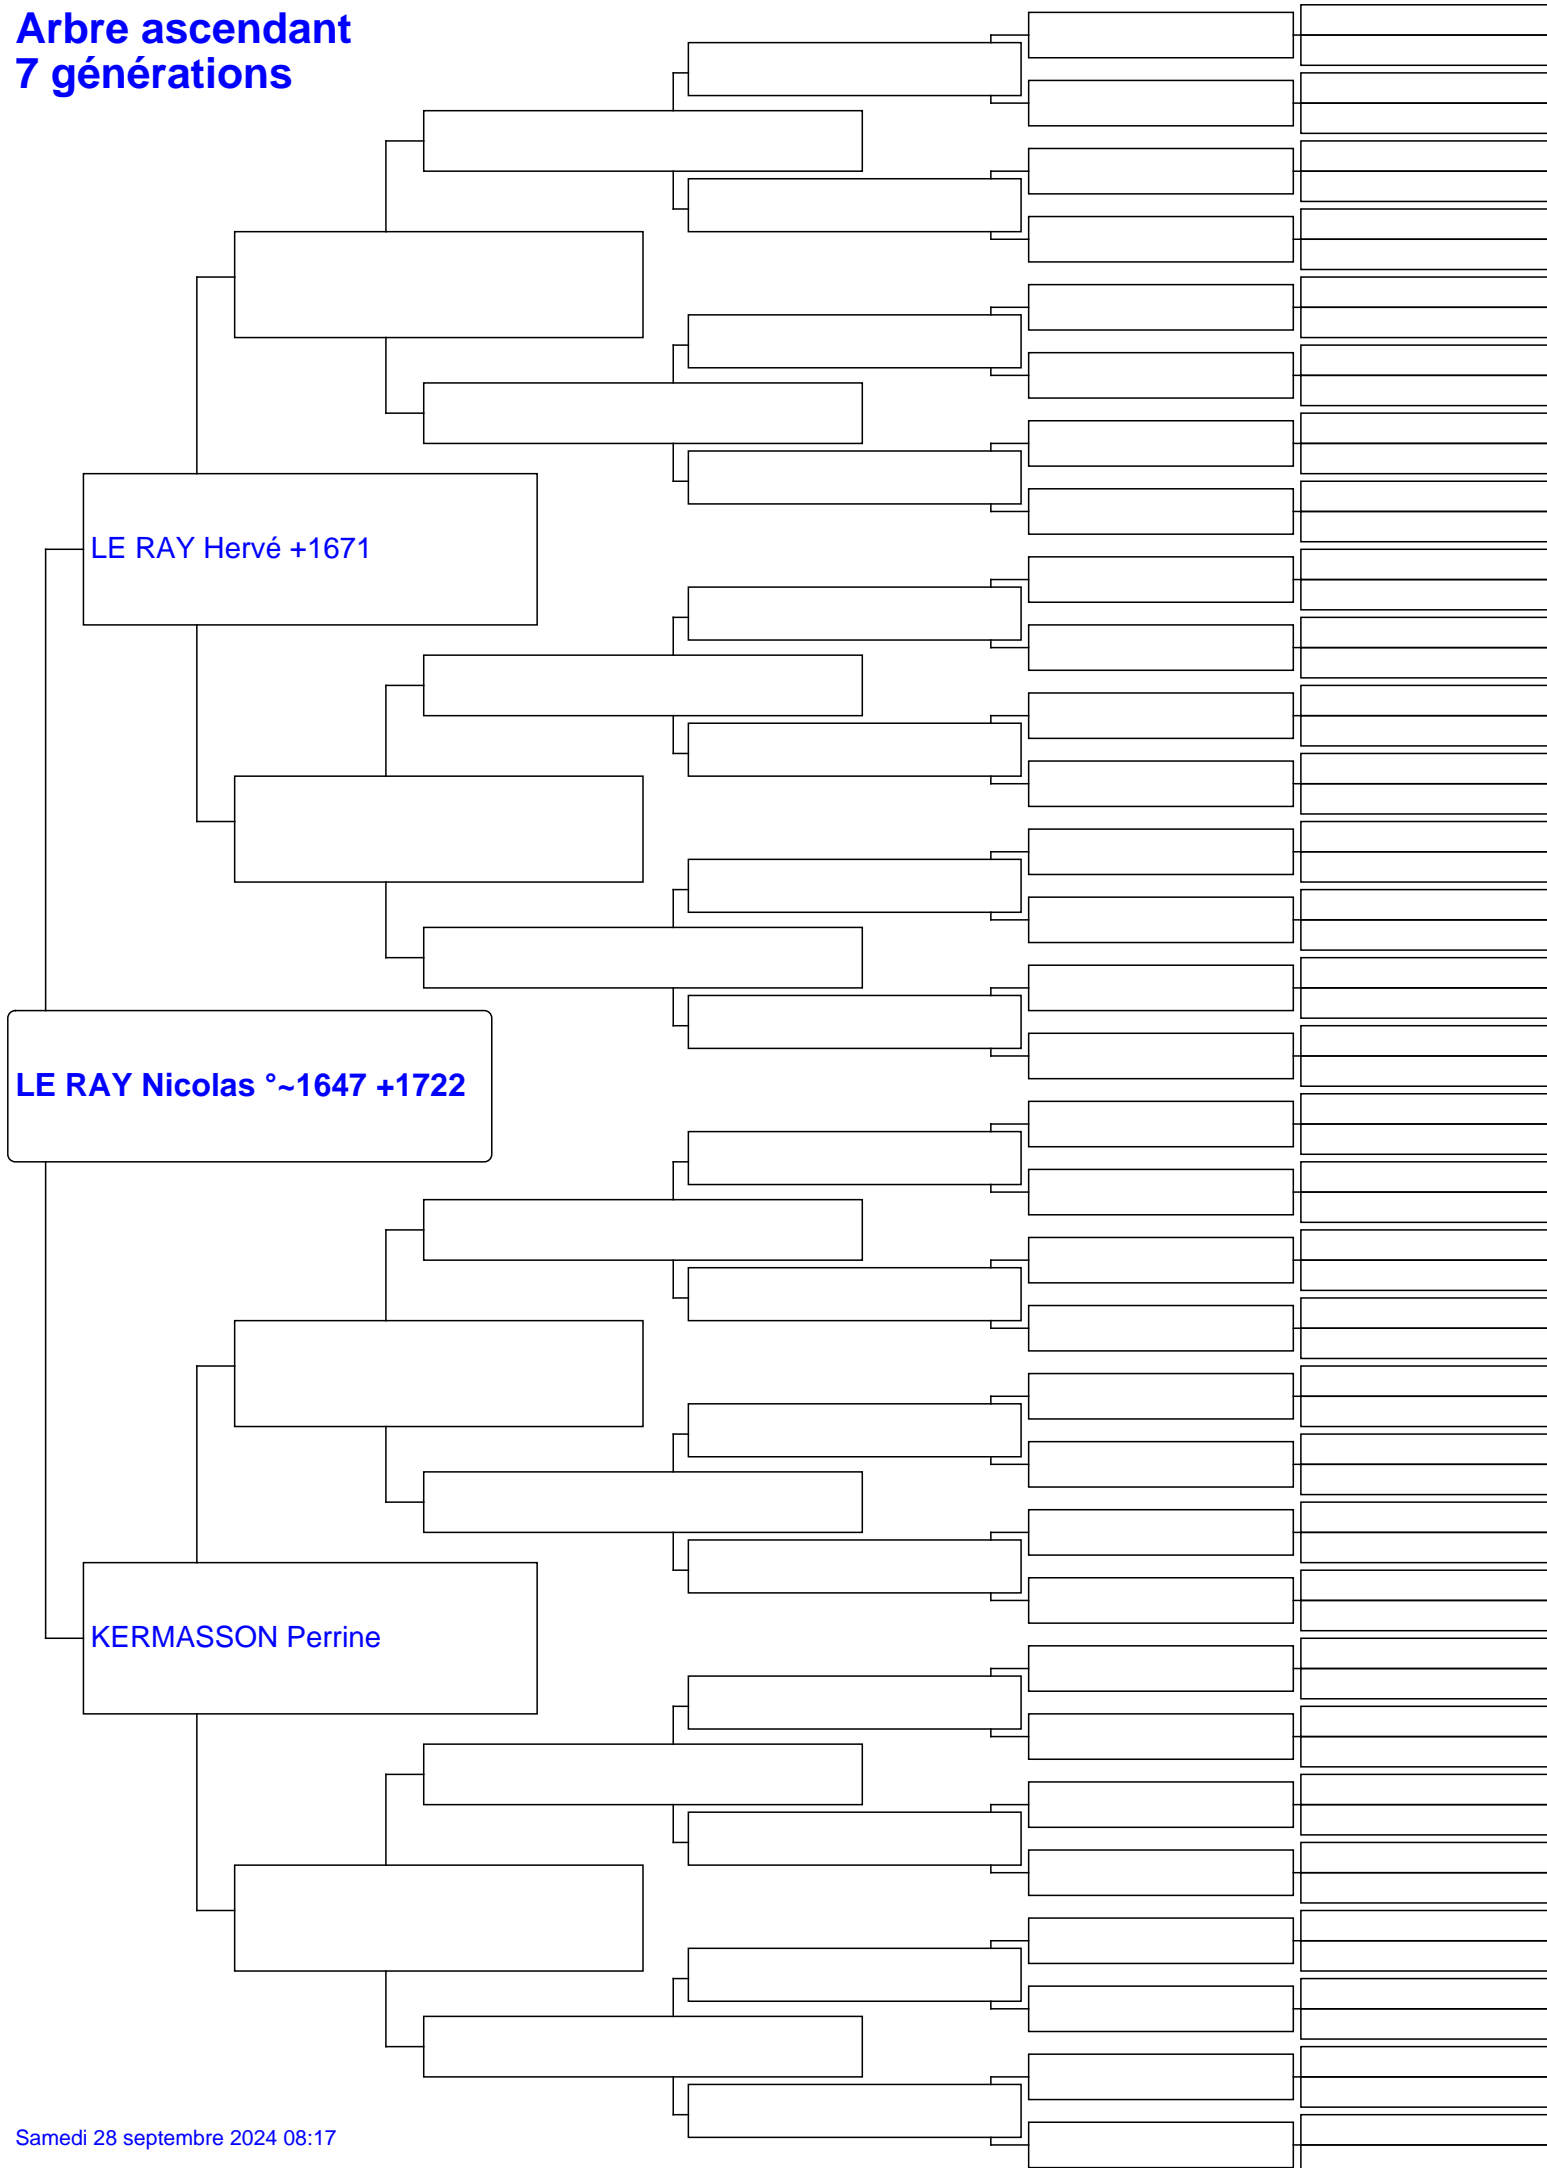 Arbre ascendant
7 générations
LE RAY Hervé +1671
LE RAY Nicolas °~1647 +1722
KERMASSON Perrine
Samedi 28 septembre 2024 08:17